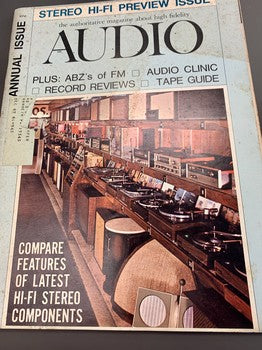 STEREO HI-FI PREVIEW ISSUE
ANNUAL ISSUE
the authoritative magazine about high fidelity
AUDIO
PLUS: ABZ's of FM □ AUDIO CLINIC
□ RECORD REVIEWS □ TAPE GUIDE
COMPARE
FEATURES
OF LATEST
HI-FI STEREO
COMPONENTS